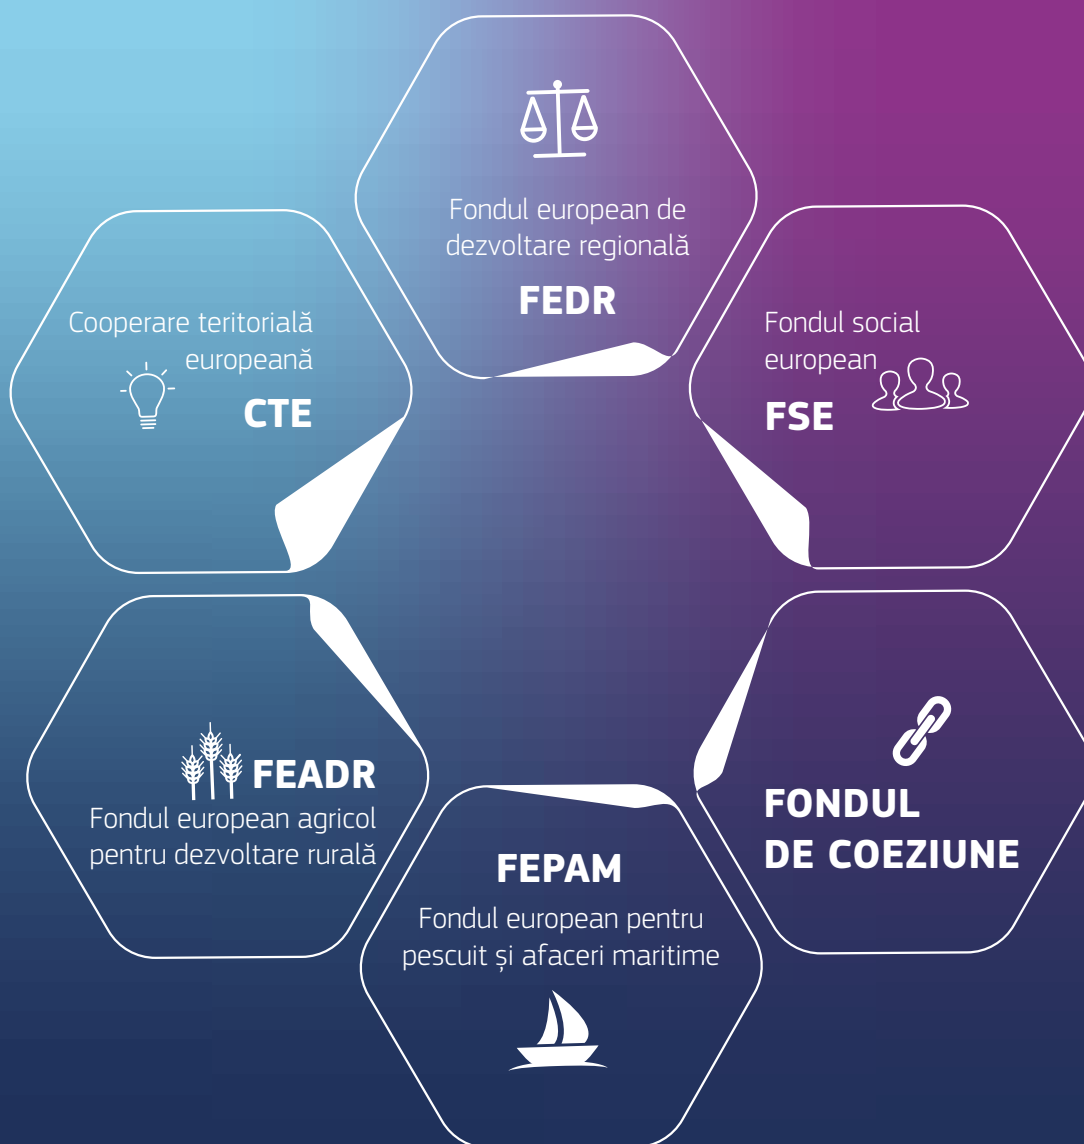 Fondul european de
dezvoltare regională
FEDR
Cooperare teritorială
europeană
CTE
Fondul social
european
FSE
FEADR
Fondul european agricol
pentru dezvoltare rurală
FONDUL
DE COEZIUNE
FEPAM
Fondul european pentru
pescuit și afaceri maritime